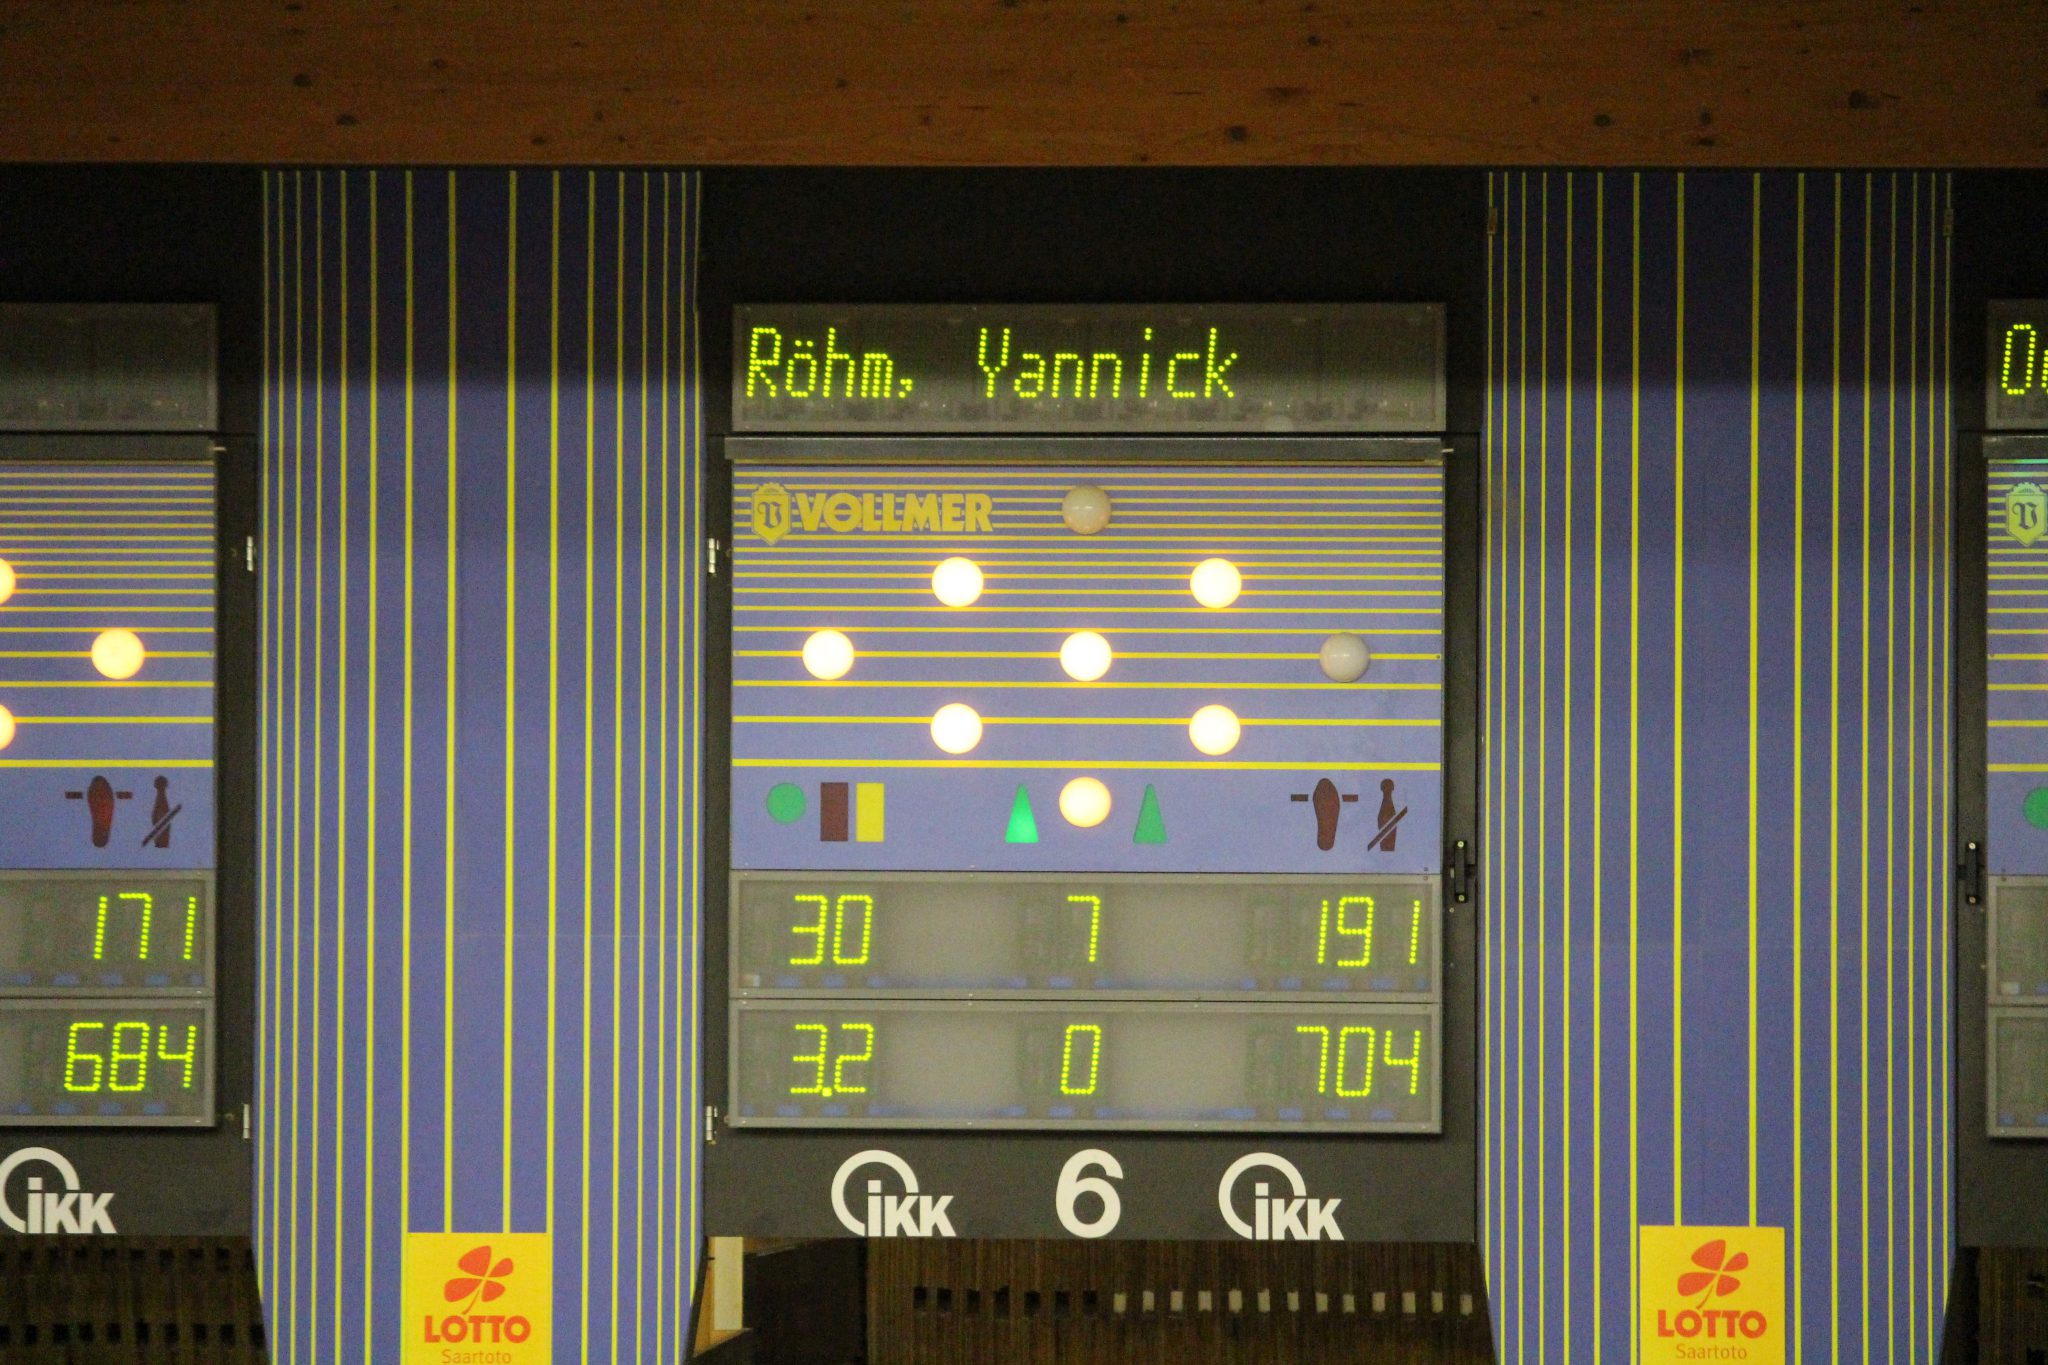 Röhm, Yannick
V VOLLMER
V
171
30 7 191
684
3.2 0 704
iKK
iKK 6 iKK
LOTTO
Saartoto
LOTTO
Saartoto